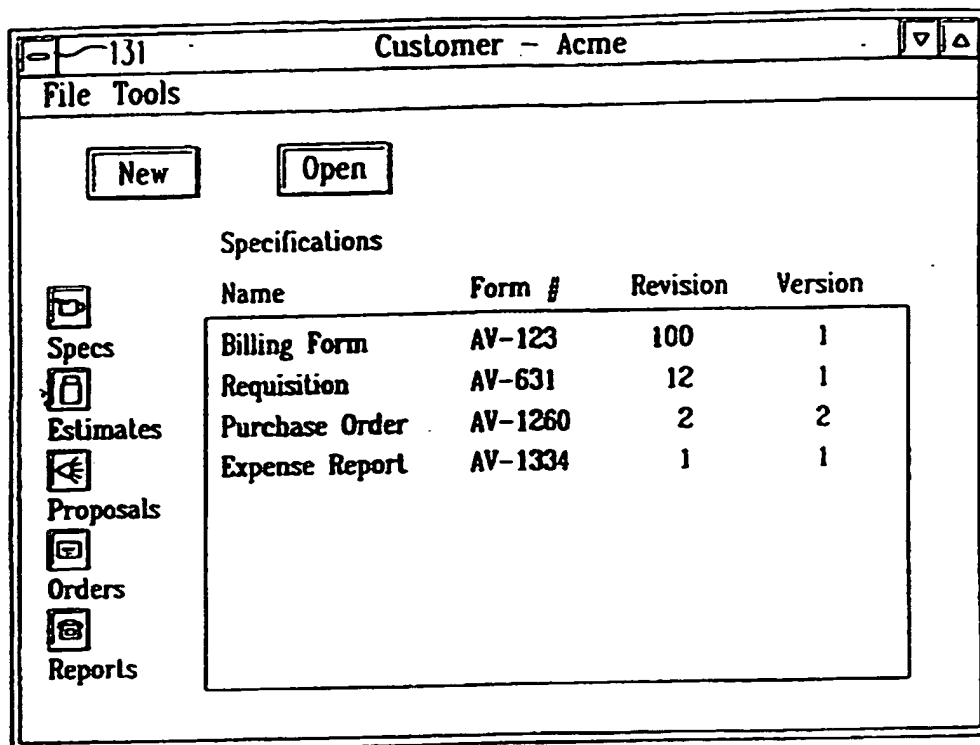 131 Customer – Acme
File Tools
New Open
Specifications
Name Form # Revision Version
Specs
Billing Form AV-123 100 1
Requisition AV-631 12 1
Estimates
Purchase Order AV-1260 2 2
Expense Report AV-1334 1 1
Proposals
Orders
Reports